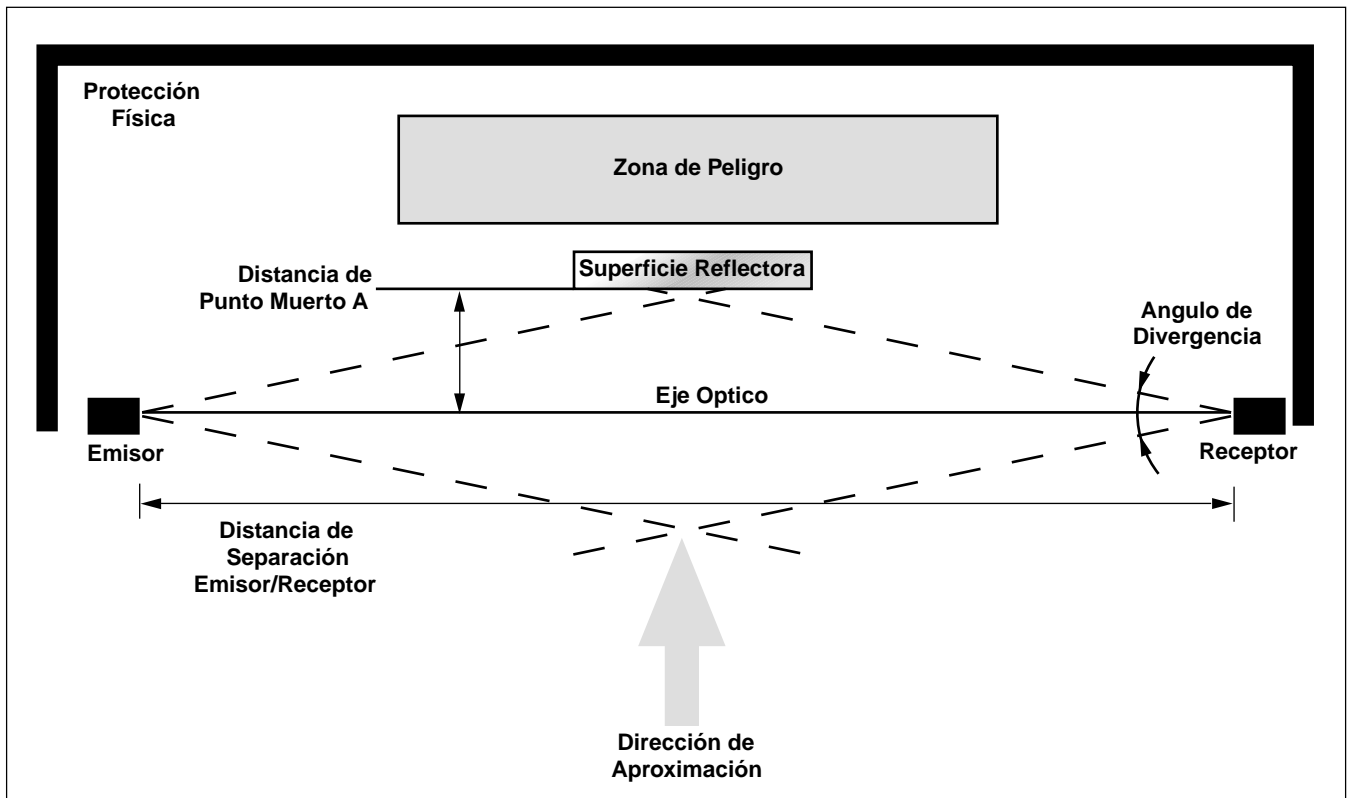 Protección
Física
Zona de Peligro
Superficie Reflectora
Distancia de
Punto Muerto A
Angulo de
Divergencia
Eje Optico
Emisor
Receptor
Distancia de
Separación
Emisor/Receptor
Dirección de
Aproximación